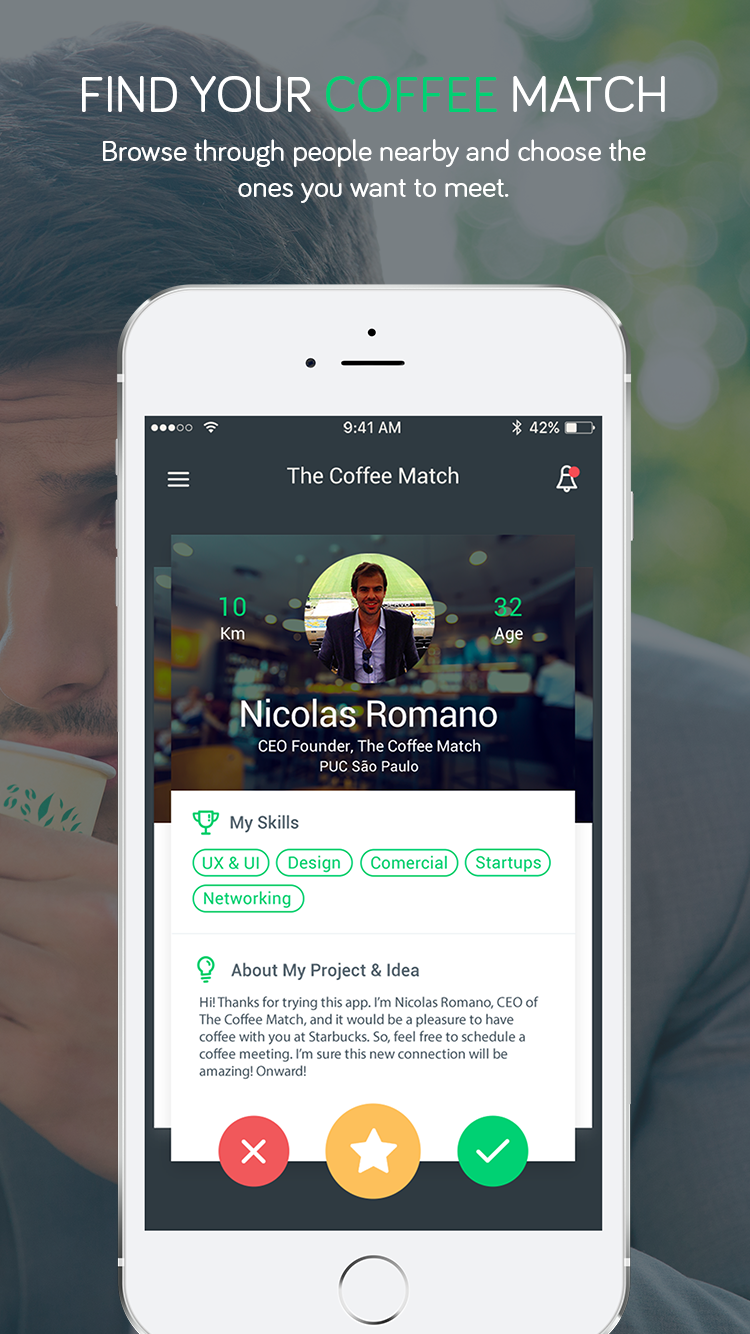 FIND YOUR COFFEE MATCH
Browse through people nearby and choose the
ones you want to meet.
9:41 AM
42%
The Coffee Match
10
Km
32
Age
Nicolas Romano
CEO Founder, The Coffee Match
PUC São Paulo
My Skills
UX & UI Design Comercial Startups
Networking
About My Project & Idea
Hi! Thanks for trying this app. I'm Nicolas Romano, CEO of
The Coffee Match, and it would be a pleasure to have
coffee with you at Starbucks. So, feel free to schedule a
coffee meeting. I'm sure this new connection will be
amazing! Onward!